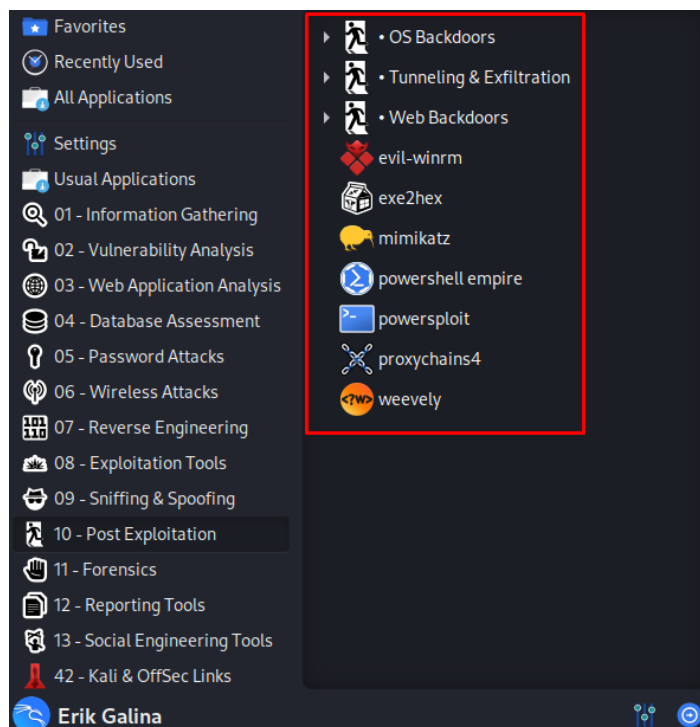 Favorites
Recently Used
All Applications
Settings
Usual Applications
01 - Information Gathering
02 - Vulnerability Analysis
03 - Web Application Analysis
04 - Database Assessment
05 - Password Attacks
06 - Wireless Attacks
07 - Reverse Engineering
08 - Exploitation Tools
09 - Sniffing & Spoofing
10 - Post Exploitation
11 - Forensics
12 - Reporting Tools
13 - Social Engineering Tools
42 - Kali & OffSec Links
Erik Galina
• OS Backdoors
• Tunneling & Exfiltration
• Web Backdoors
evil-winrm
exe2hex
mimikatz
powershell empire
powersploit
proxychains4
<?w> weevely